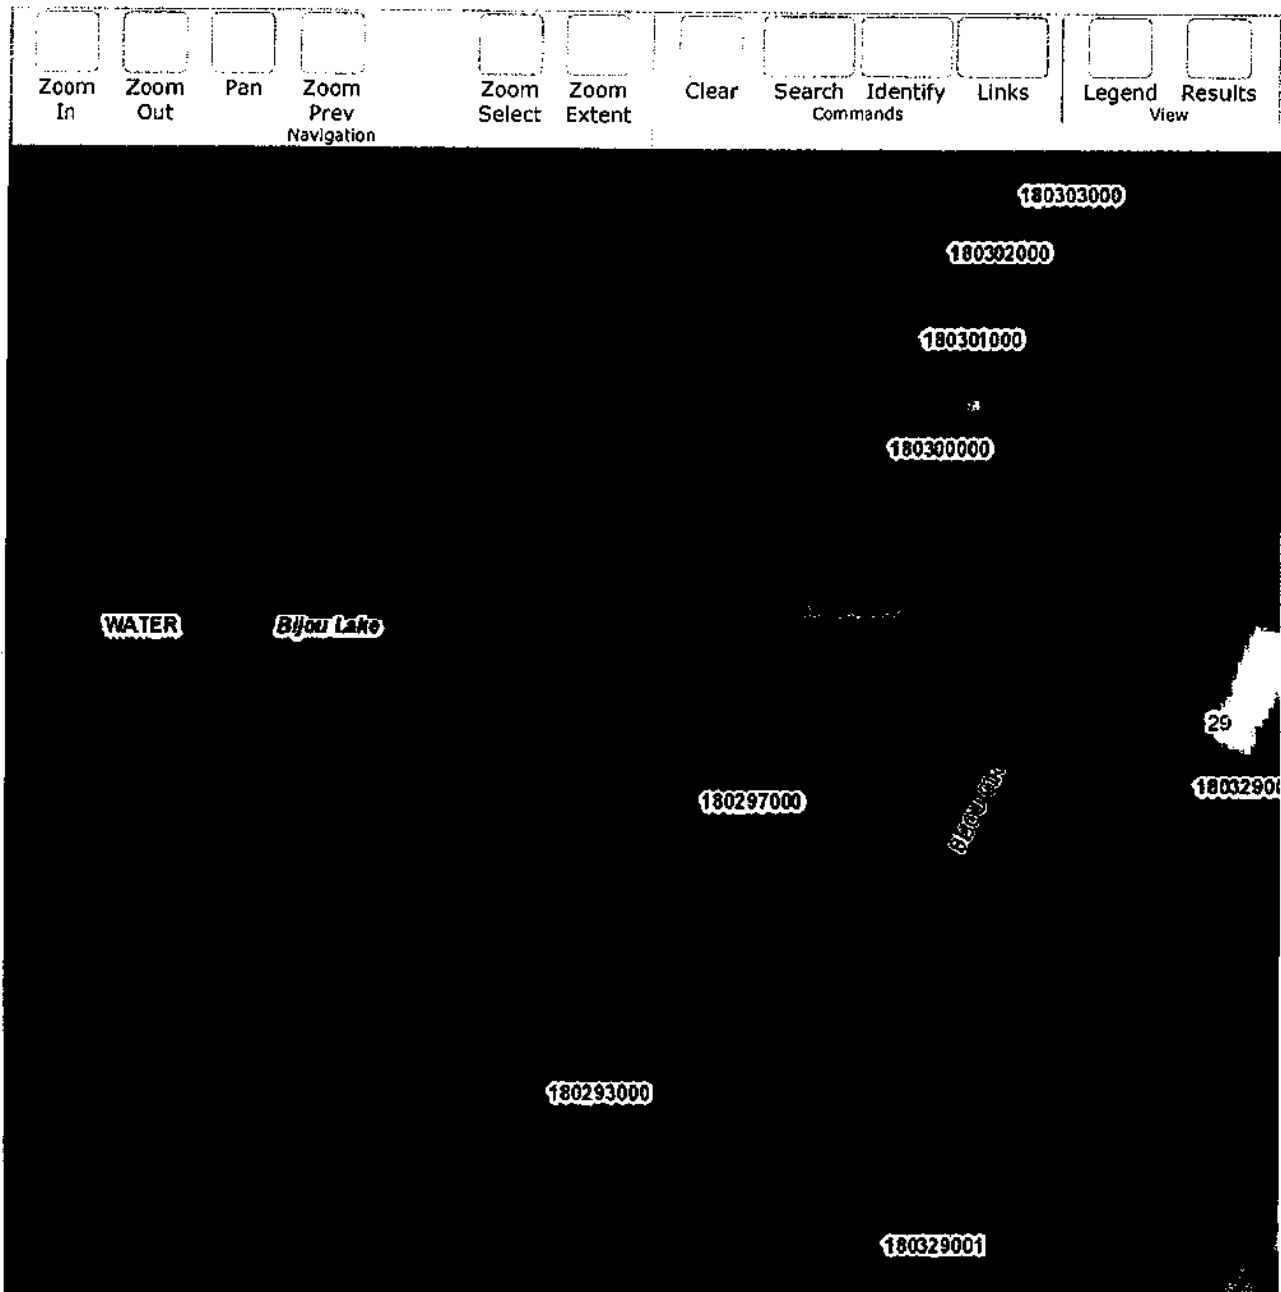 Zoom In
Zoom Out
Pan
Zoom Prev
Navigation
Zoom Select
Zoom Extent
Clear
Search
Identify
Links
Commands
Legend
Results
View
180303000
180302000
180301000
180300000
WATER
Bijou Lake
29
180297000
18032900
180293000
180329001